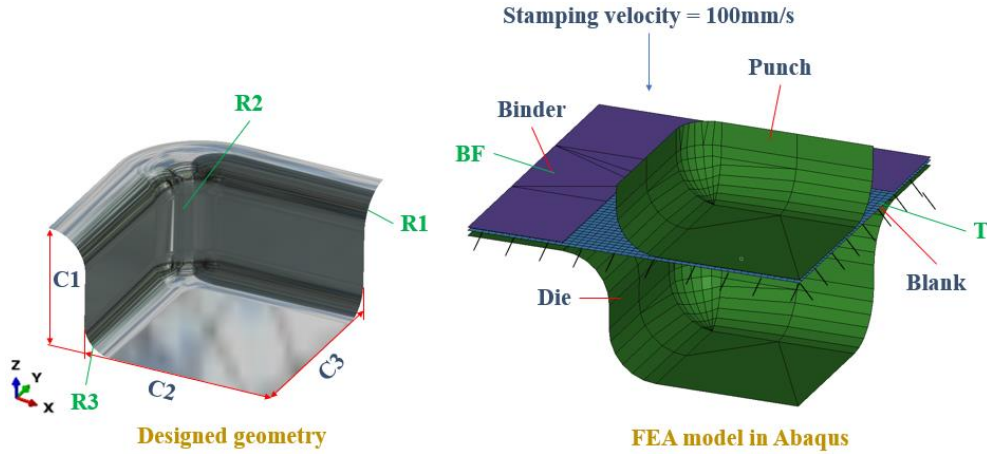 Stamping velocity = 100mm/s
R2
Punch
Binder
BF
R1
T
C1
Blank
Die
C3
Z
Y
X
C2
R3
Designed geometry
FEA model in Abaqus